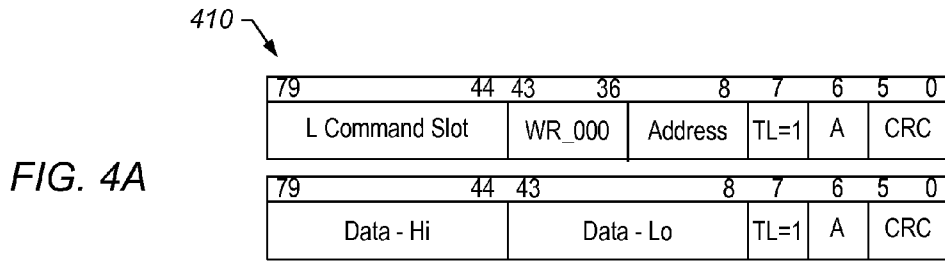 410
79 44 43 36 8 7 6 5 0
L Command Slot WR_000 Address TL=1 A CRC
FIG. 4A
79 44 43 8 7 6 5 0
Data - Hi Data - Lo TL=1 A CRC